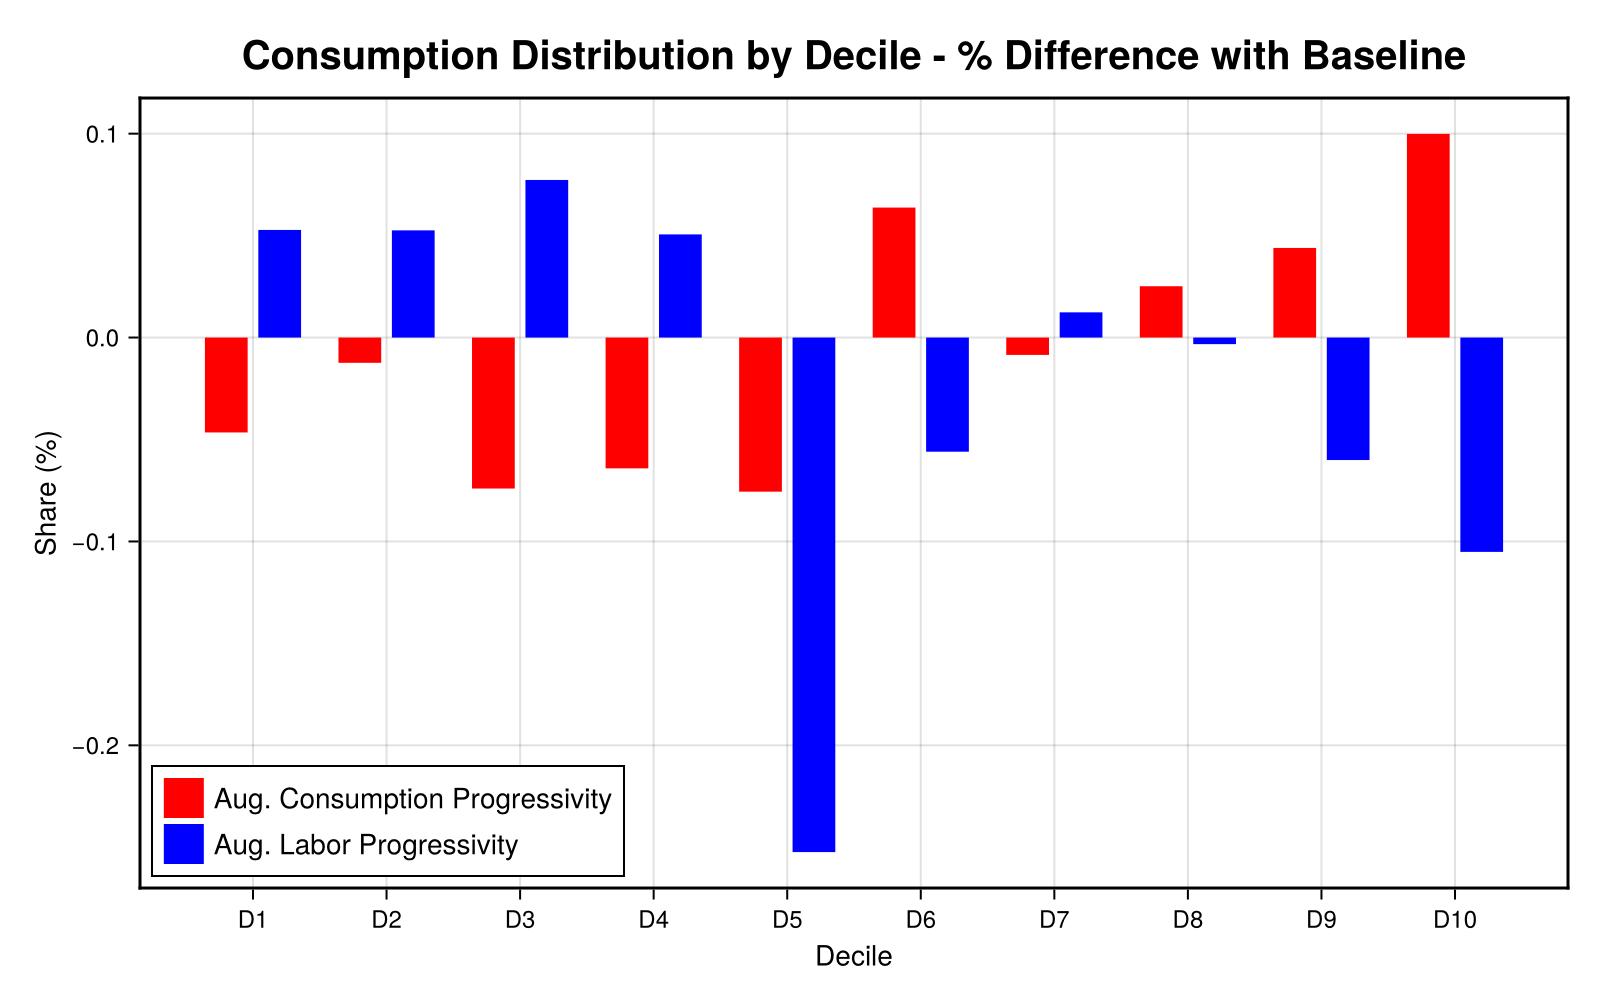 Consumption Distribution by Decile - % Difference with Baseline
0.1
0.0
−0.1
−0.2
Share (%)
Aug. Consumption Progressivity
Aug. Labor Progressivity
D1 D2 D3 D4 D5 D6 D7 D8 D9 D10
Decile